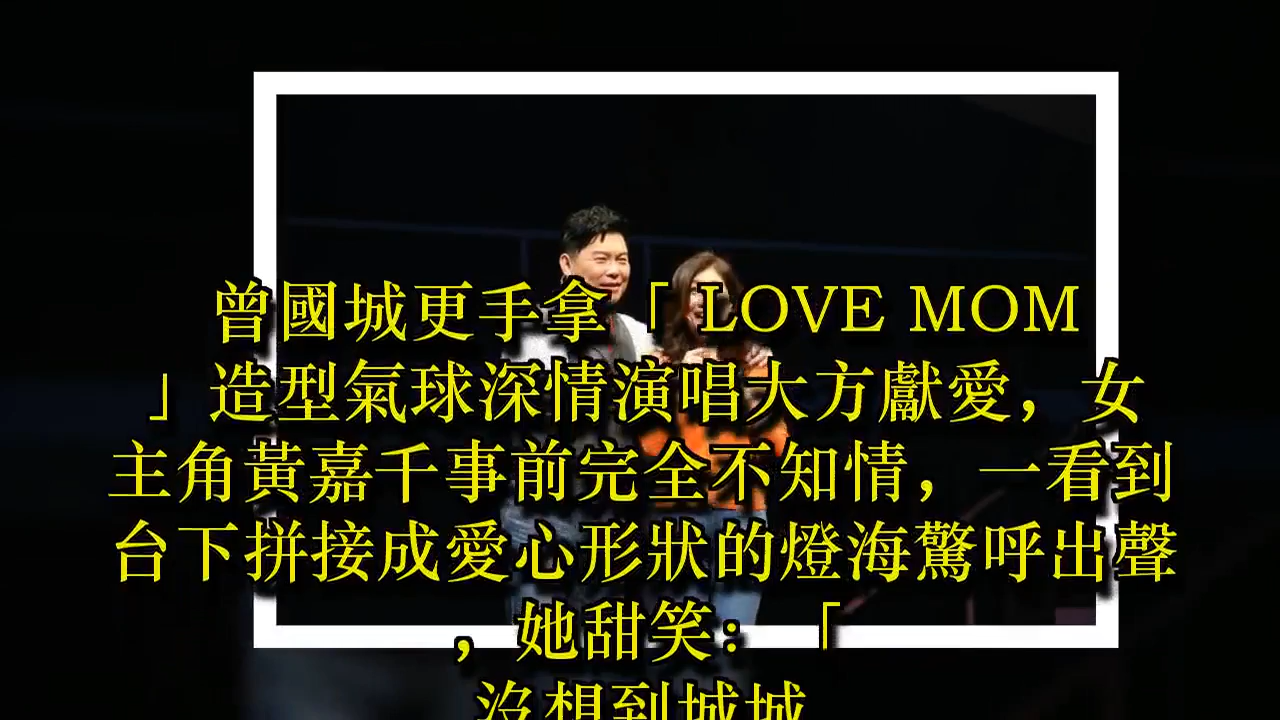 曾國城更手拿「 LOVE MOM
」造型氣球深情演唱大方獻愛，女
主角黃嘉千事前完全不知情，一看到
台下拼接成愛心形狀的燈海驚呼出聲
，她甜笑：「
沒想到城城